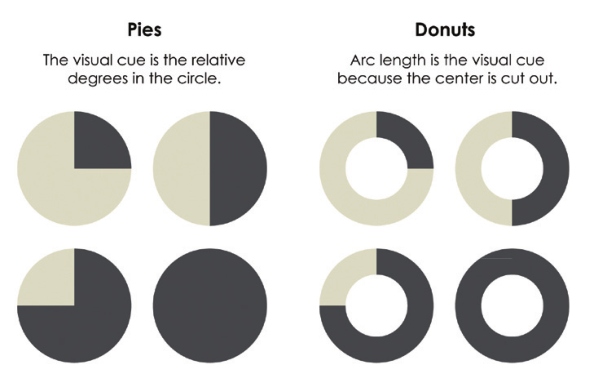 Pies
The visual cue is the relative
degrees in the circle.
Donuts
Arc length is the visual cue
because the center is cut out.